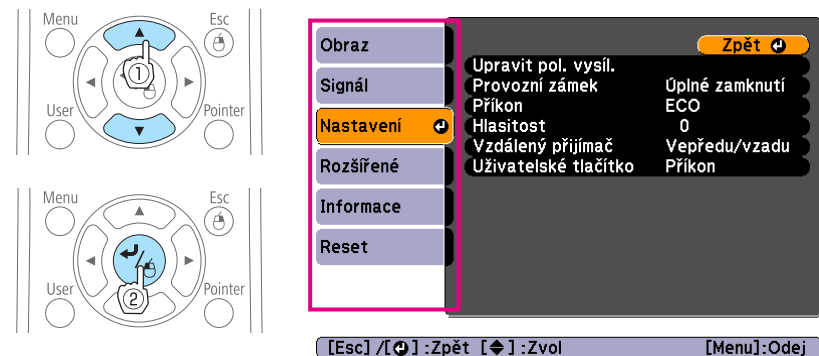 Menu Esc
①
User Pointer
Menu Esc
②
User Pointer
Obraz
Signál
Nastavení
Rozšířené
Informace
Reset
Zpět
Upravit pol. vysíl.
Provozní zámek Úplné zamknutí
Příkon ECO
Hlasitost 0
Vzdálený přijímač Vepředu/vzadu
Uživatelské tlačítko Příkon
[Esc] /[ ] :Zpět [ ] :Zvol [Menu]:Odej